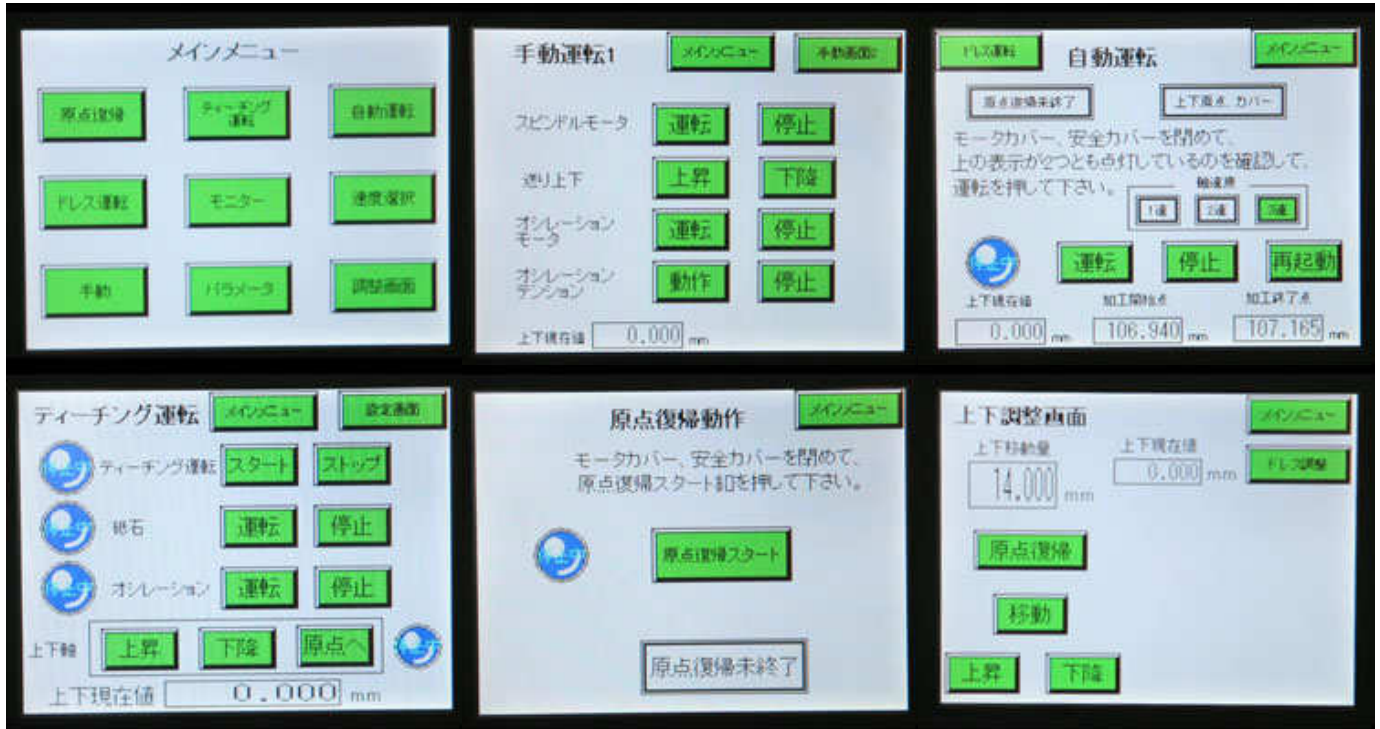 メインメニュー
原点復帰
ティーチング
運転
自動運転
ドレス運転
モニター
速度選択
手動
パラメータ
調整画面
手動運転1
メインメニュー
手動画面2
スピンドルモータ
運転
停止
送り上下
上昇
下降
オシレーション
モータ
運転
停止
オシレーション
テンション
動作
停止
上下現在値
0.000 mm
ドレス運転
自動運転
メインメニュー
原点復帰未終了
上下原点、カバー
モータカバー、安全カバーを閉めて、
上の表示が2つとも点灯しているのを確認して、
運転を押して下さい。
1速
2速
3速
運転
停止
再起動
上下現在値
加工開始点
加工終了点
0.000 mm
106.940 mm
107.165 mm
ティーチング運転
メインメニュー
設定画面
ティーチング運転
スタート
ストップ
砥石
運転
停止
オシレーション
運転
停止
上下軸
上昇
下降
原点へ
上下現在値
0.000 mm
原点復帰動作
メインメニュー
モータカバー、安全カバーを閉めて、
原点復帰スタート釦を押して下さい。
原点復帰スタート
原点復帰未終了
上下調整画面
メインメニュー
上下移動量
上下現在値
14.000 mm
0.000 mm
ドレス調整
原点復帰
移動
上昇
下降